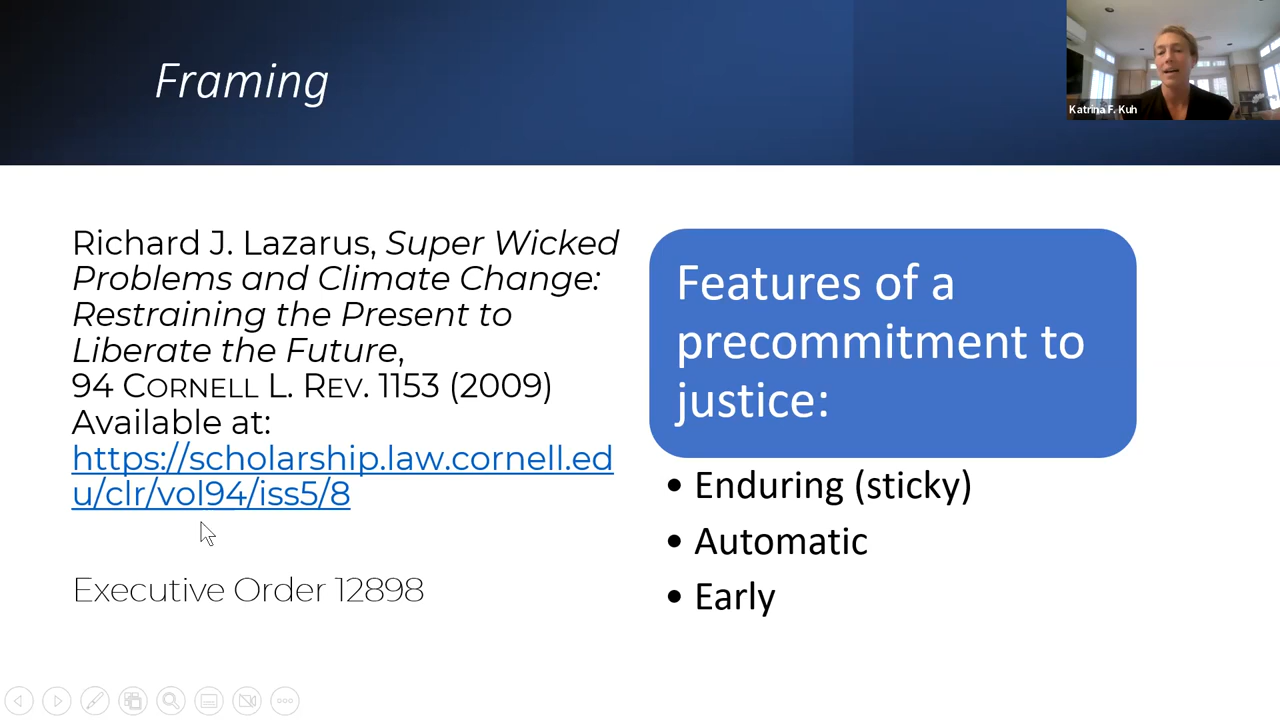 Framing
Katrina F. Kuh
Richard J. Lazarus, Super Wicked
Problems and Climate Change:
Restraining the Present to
Liberate the Future,
94 CORNELL L. REV. 1153 (2009)
Available at:
https://scholarship.law.cornell.ed
u/clr/vol94/iss5/8
Executive Order 12898
Features of a
precommitment to
justice:
• Enduring (sticky)
• Automatic
• Early